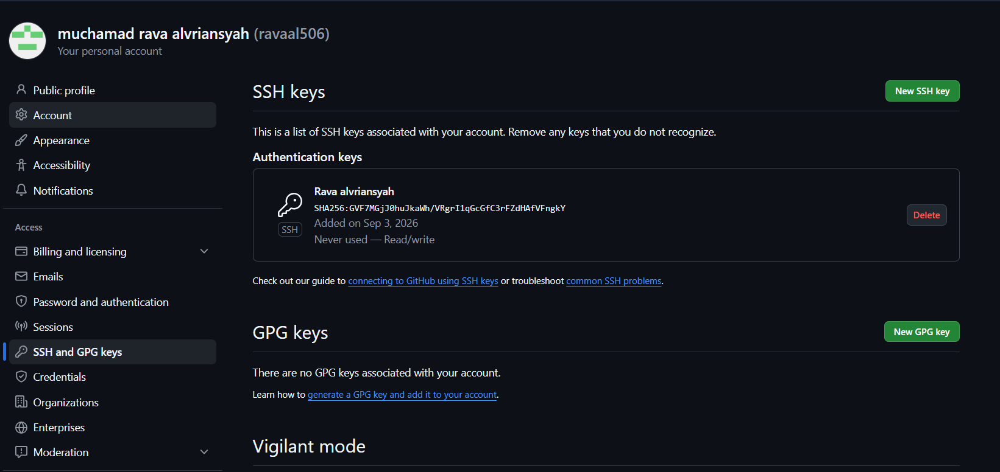 muchamad rava alvriansyah (ravaal506)
Your personal account
Public profile
Account
Appearance
Accessibility
Notifications
Access
Billing and licensing
Emails
Password and authentication
Sessions
SSH and GPG keys
Credentials
Organizations
Enterprises
Moderation
SSH keys
New SSH key
This is a list of SSH keys associated with your account. Remove any keys that you do not recognize.
Authentication keys
SSH
Rava alvriansyah
SHA256:GVF7MGjJ0huJkaWh/VRgrI1qGcGfC3rFZdHAfVFngkY
Added on Sep 3, 2026
Never used — Read/write
Delete
Check out our guide to connecting to GitHub using SSH keys or troubleshoot common SSH problems.
GPG keys
New GPG key
There are no GPG keys associated with your account.
Learn how to generate a GPG key and add it to your account.
Vigilant mode